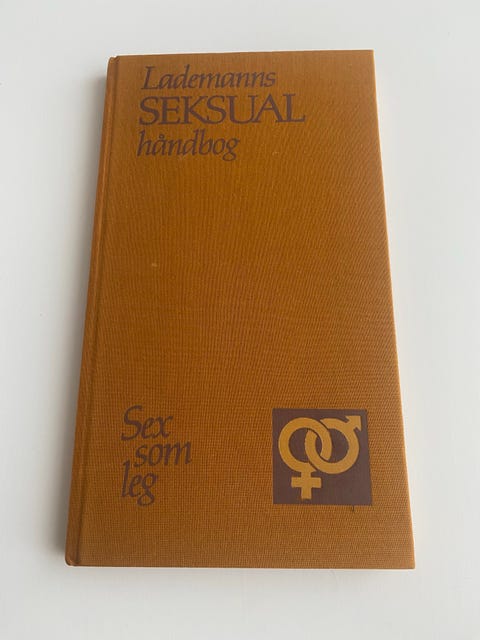 Lademanns
SEKSUAL
håndbog
Sex
som
leg